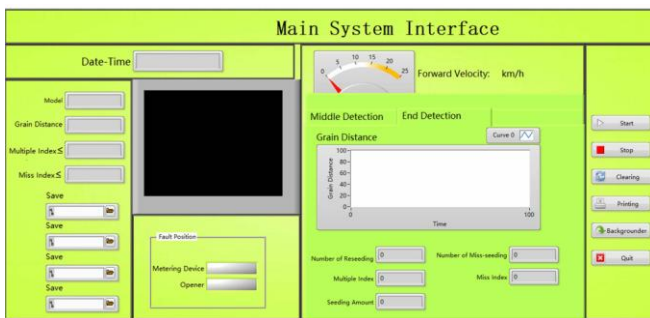 Main System Interface
Date-Time
Model
Grain Distance
Multiple Index≤
Miss Index≤
Save
Save
Save
Save
Fault Position
Metering Device
Opener
0 5 10 15 20 25
Forward Velocity: km/h
Middle Detection End Detection
Grain Distance Curve 0
Grain Distance
100
80
60
40
20
0
0 100
Time
Number of Reseeding 0 Number of Miss-seeding 0
Multiple Index 0 Miss Index 0
Seeding Amount 0
Start
Stop
Clearing
Printing
Backgrounder
Quit